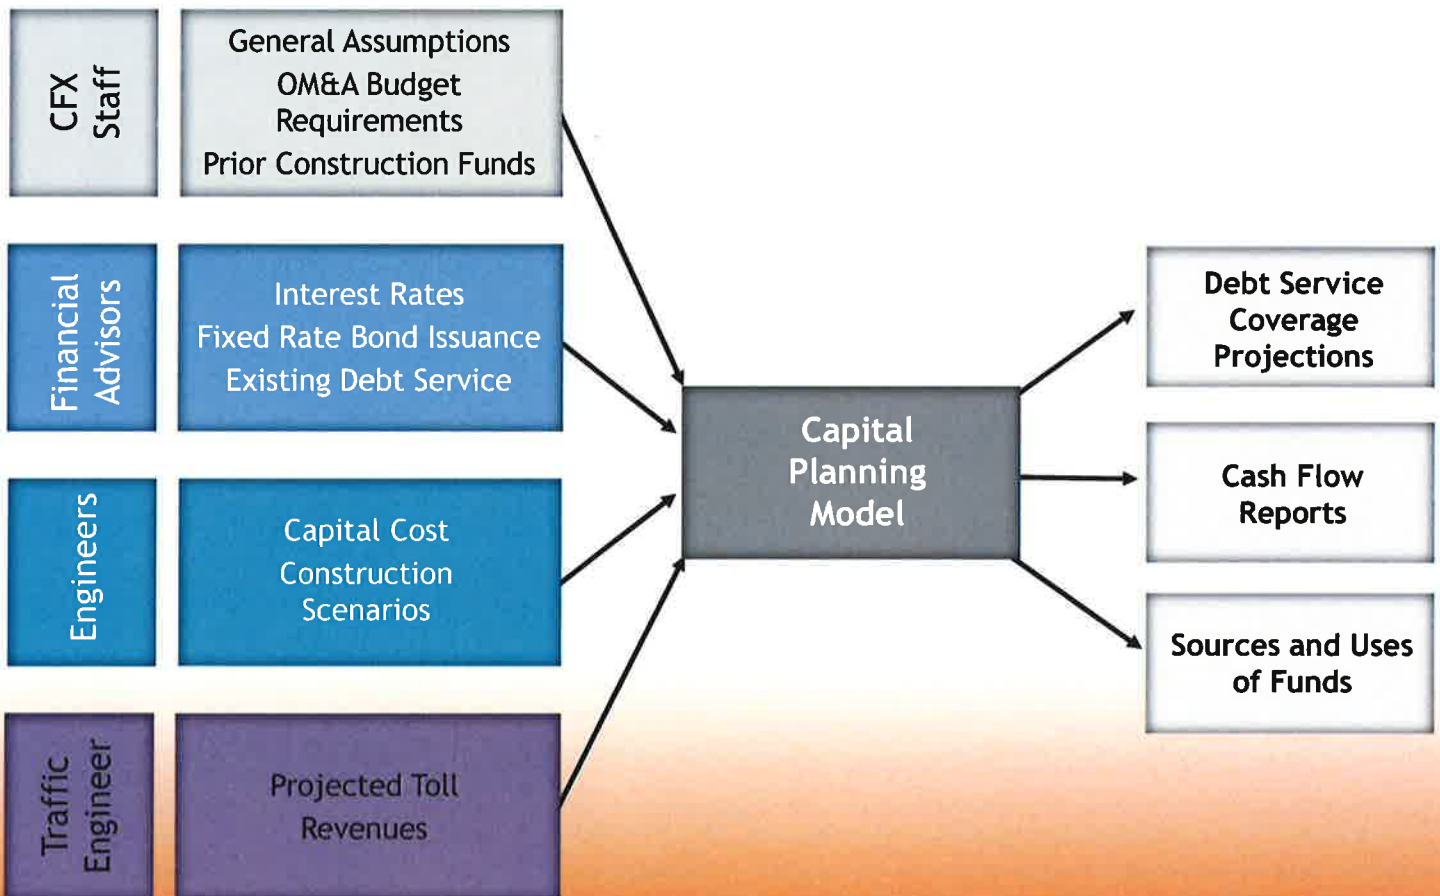 CFX
Staff
General Assumptions
OM&A Budget
Requirements
Prior Construction Funds
Financial
Advisors
Interest Rates
Fixed Rate Bond Issuance
Existing Debt Service
Engineers
Capital Cost
Construction
Scenarios
Traffic
Engineer
Projected Toll
Revenues
Capital
Planning
Model
Debt Service
Coverage
Projections
Cash Flow
Reports
Sources and Uses
of Funds